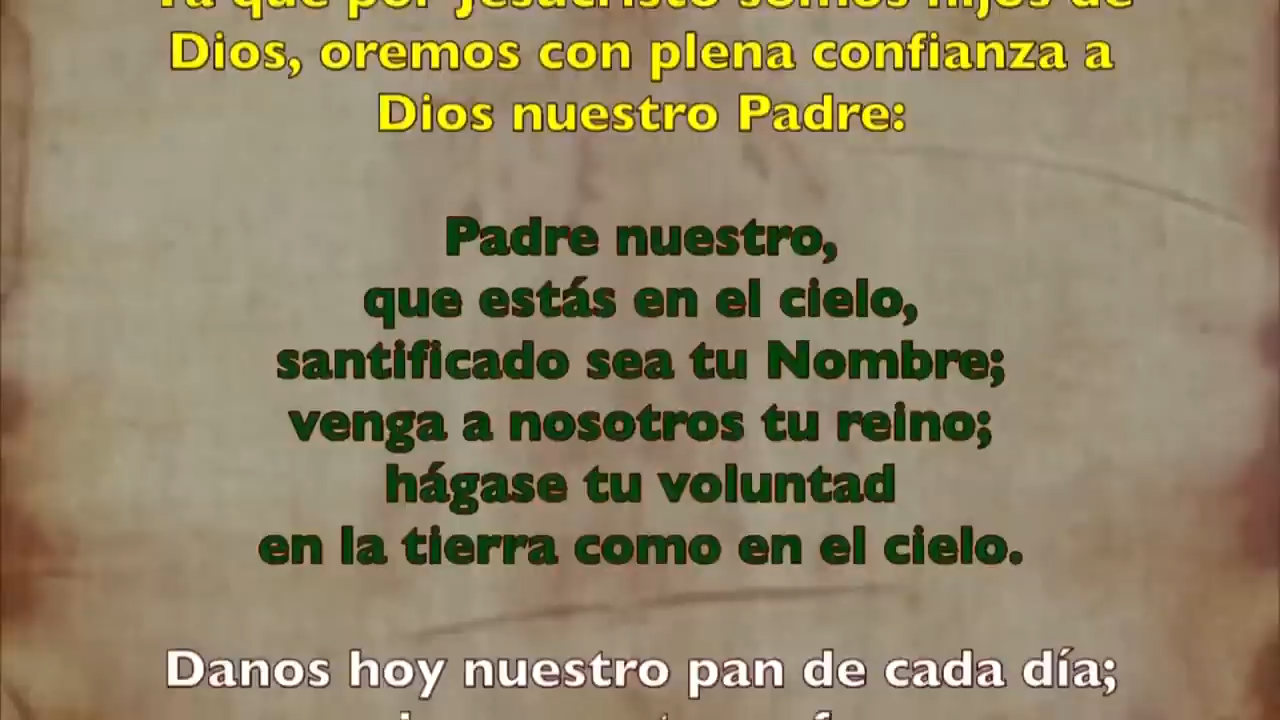 Ya que por Jesucristo somos hijos de
Dios, oremos con plena confianza a
Dios nuestro Padre:
Padre nuestro,
que estás en el cielo,
santificado sea tu Nombre;
venga a nosotros tu reino;
hágase tu voluntad
en la tierra como en el cielo.
Danos hoy nuestro pan de cada día;